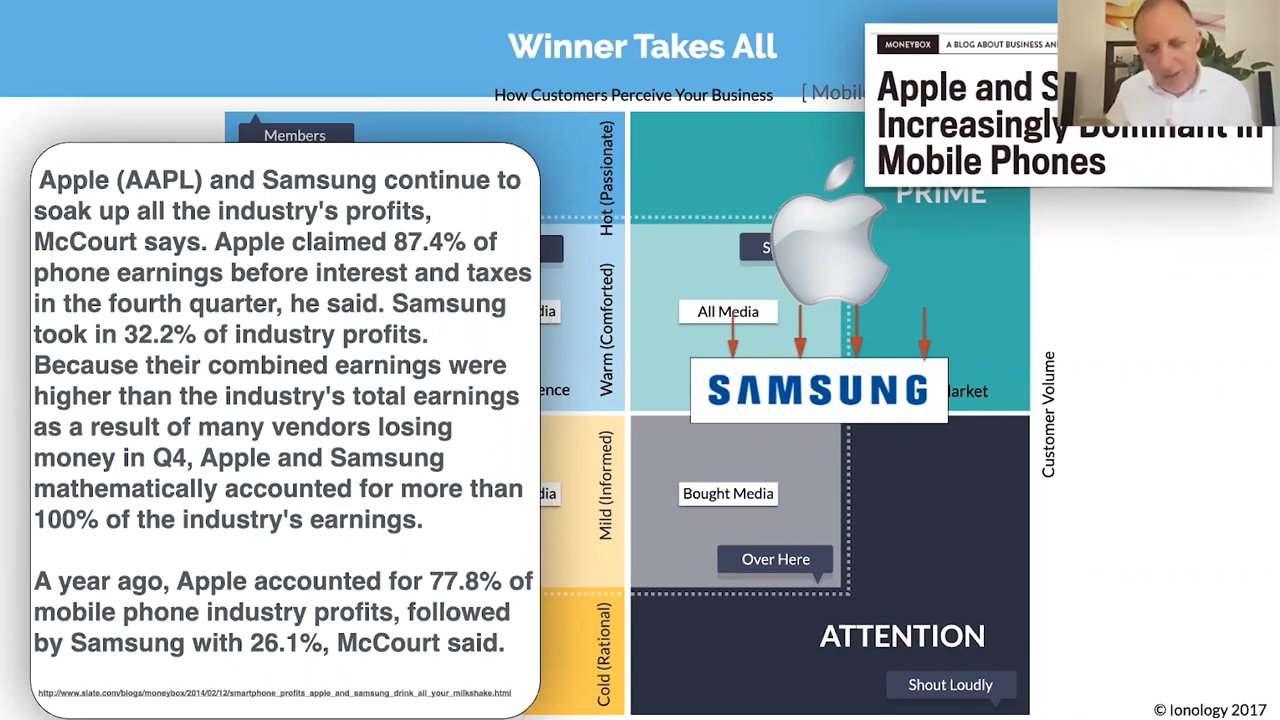 Winner Takes All
How Customers Perceive Your Business
[ Mobile
MONEYBOX
A BLOG ABOUT BUSINESS AN
Apple and S
Increasingly Dominant in
Mobile Phones
Members
Apple (AAPL) and Samsung continue to
soak up all the industry's profits,
McCourt says. Apple claimed 87.4% of
phone earnings before interest and taxes
in the fourth quarter, he said. Samsung
took in 32.2% of industry profits.
Because their combined earnings were
higher than the industry's total earnings
as a result of many vendors losing
money in Q4, Apple and Samsung
mathematically accounted for more than
100% of the industry's earnings.
A year ago, Apple accounted for 77.8% of
mobile phone industry profits, followed
by Samsung with 26.1%, McCourt said.
http://www.slate.com/blogs/moneybox/2014/02/12/smartphone_profits_apple_and_samsung_drink_all_your_milkshake.html
Hot (Passionate)
Warm (Comforted)
Mild (Informed)
Cold (Rational)
PRIME
S
All Media
dia
SAMSUNG
ence
arket
Customer Volume
dia
Bought Media
Over Here
ATTENTION
Shout Loudly
© Ionology 2017